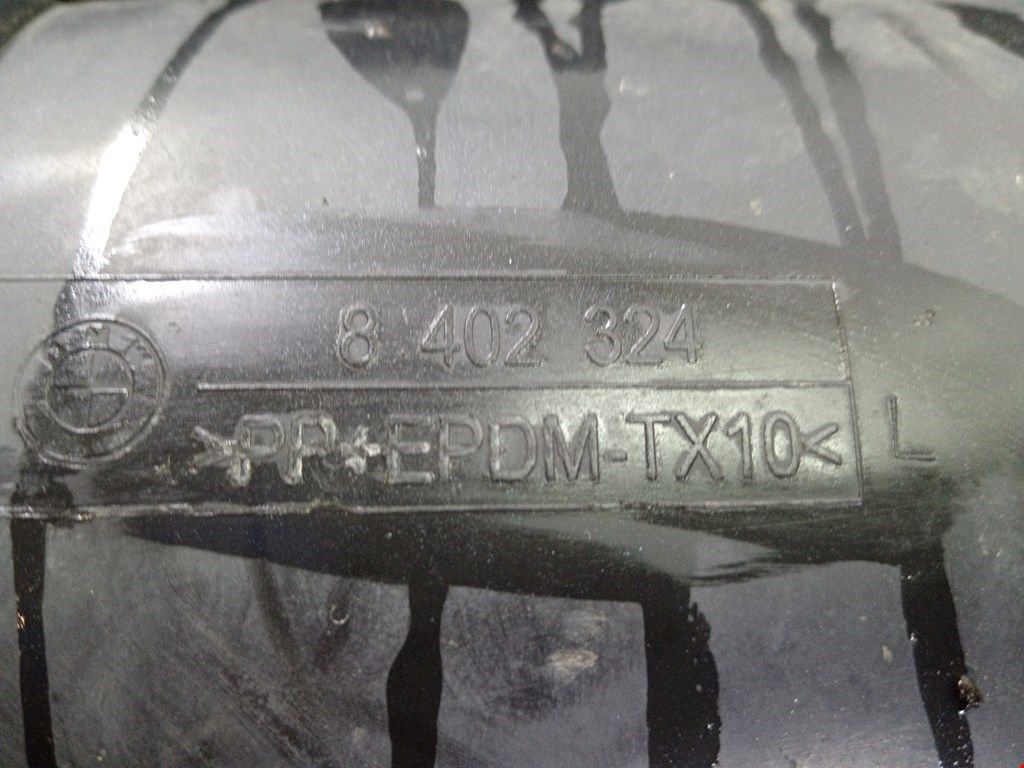 8 402 324
>PP+EPDM-TX10<
L